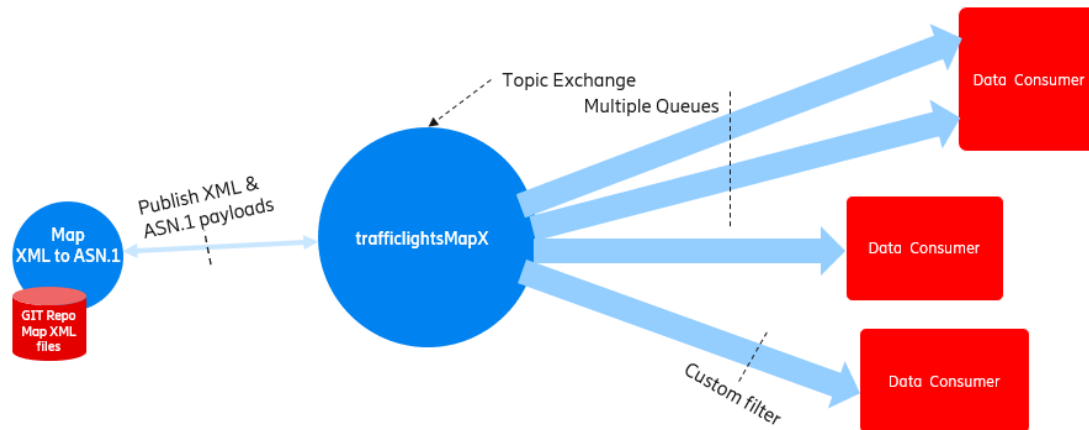 Topic Exchange
Multiple Queues
Data Consumer
Publish XML &
ASN.1 payloads
Map
XML to ASN.1
trafficlightsMapX
Data Consumer
GIT Repo
Map XML
files
Custom filter
Data Consumer